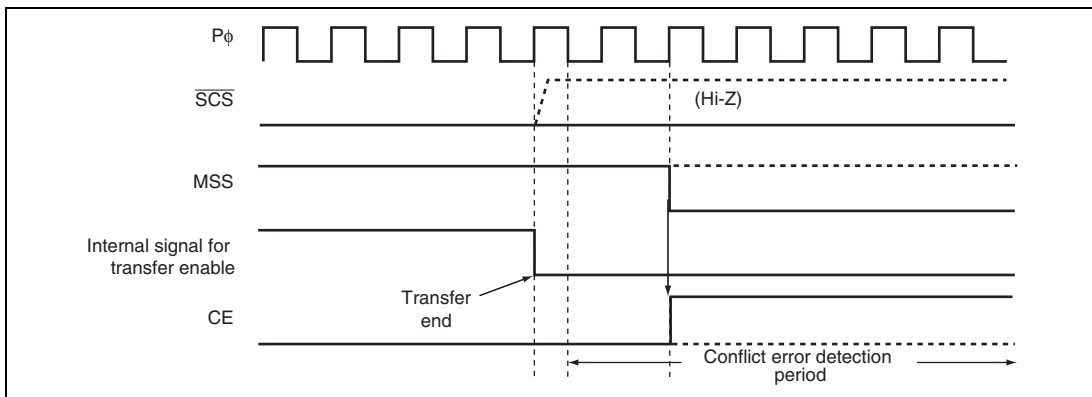 Pϕ
SCS
(Hi-Z)
MSS
Internal signal for
transfer enable
Transfer
end
CE
Conflict error detection
period